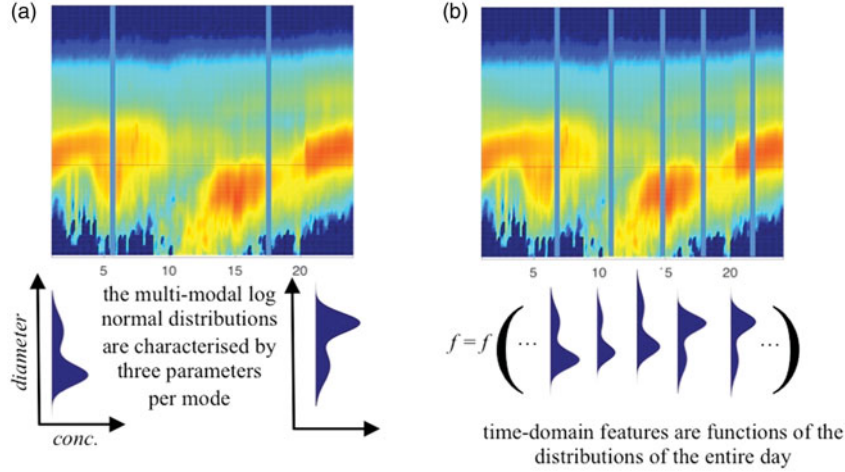 (a)
(b)
5 10 15 20
5 10 15 20
the multi-modal log
normal distributions
are characterised by
three parameters
per mode
diameter
conc.
f = f ( ... ... )
time-domain features are functions of the
distributions of the entire day